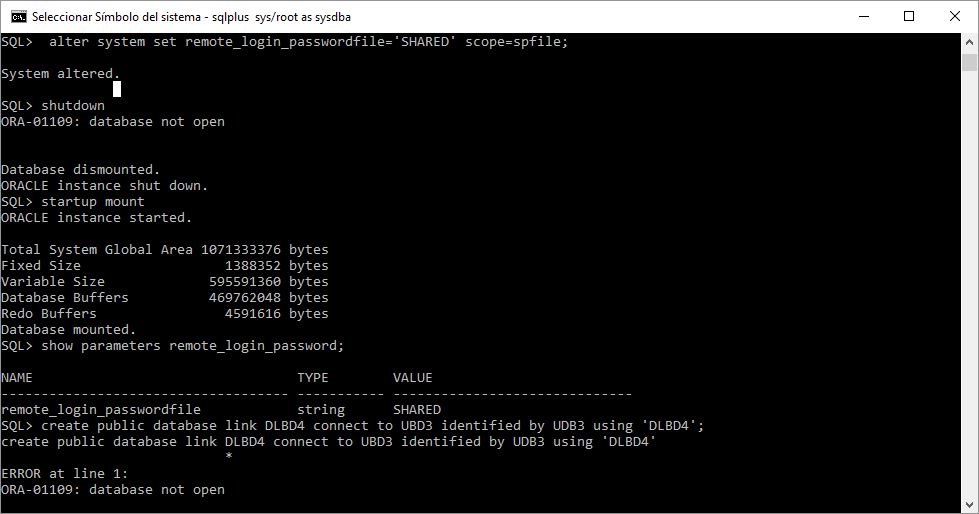 Seleccionar Símbolo del sistema - sqlplus  sys/root as sysdba
SQL>  alter system set remote_login_passwordfile='SHARED' scope=spfile;
System altered.
SQL> shutdown
ORA-01109: database not open
Database dismounted.
ORACLE instance shut down.
SQL> startup mount
ORACLE instance started.
Total System Global Area 1071333376 bytes
Fixed Size                  1388352 bytes
Variable Size             595591360 bytes
Database Buffers          469762048 bytes
Redo Buffers                4591616 bytes
Database mounted.
SQL> show parameters remote_login_password;
NAME                                 TYPE        VALUE
------------------------------------ ----------- ------------------------------
remote_login_passwordfile            string      SHARED
SQL> create public database link DLBD4 connect to UBD3 identified by UDB3 using 'DLBD4';
create public database link DLBD4 connect to UBD3 identified by UDB3 using 'DLBD4'
                            *
ERROR at line 1:
ORA-01109: database not open